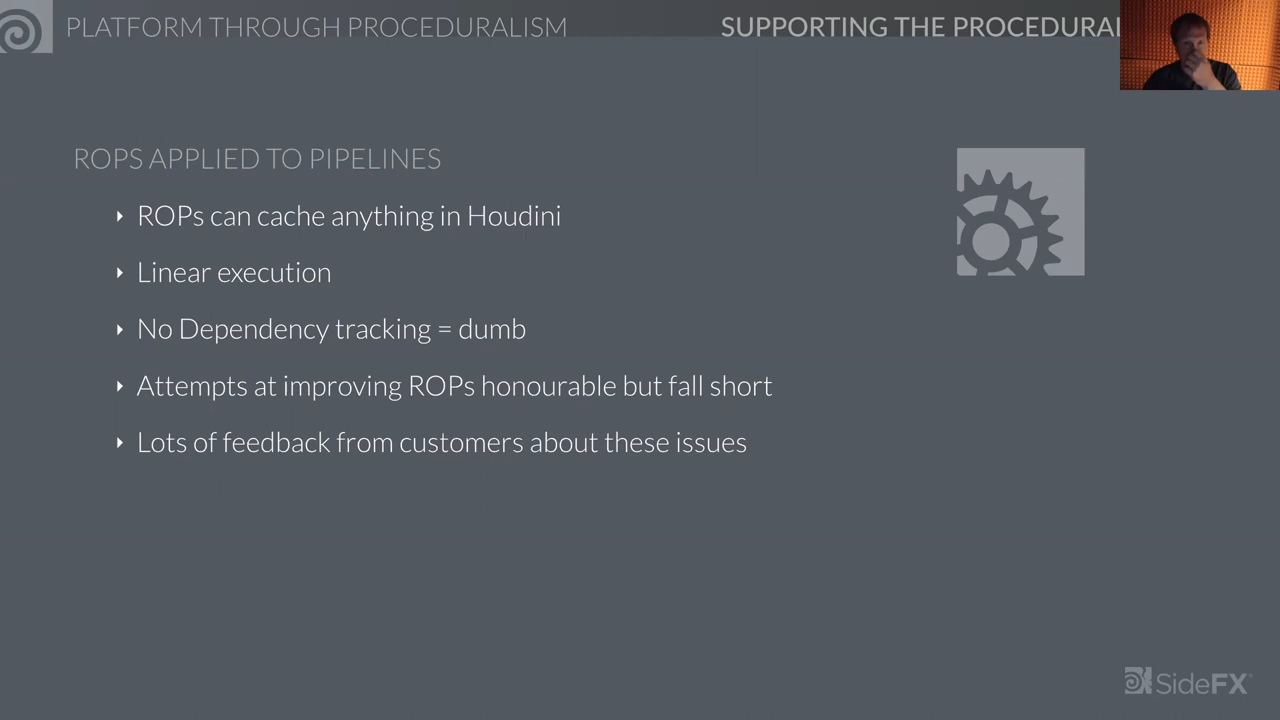 PLATFORM THROUGH PROCEDURALISM
SUPPORTING THE PROCEDURAL
ROPS APPLIED TO PIPELINES
ROPs can cache anything in Houdini
Linear execution
No Dependency tracking = dumb
Attempts at improving ROPs honourable but fall short
Lots of feedback from customers about these issues
SideFX